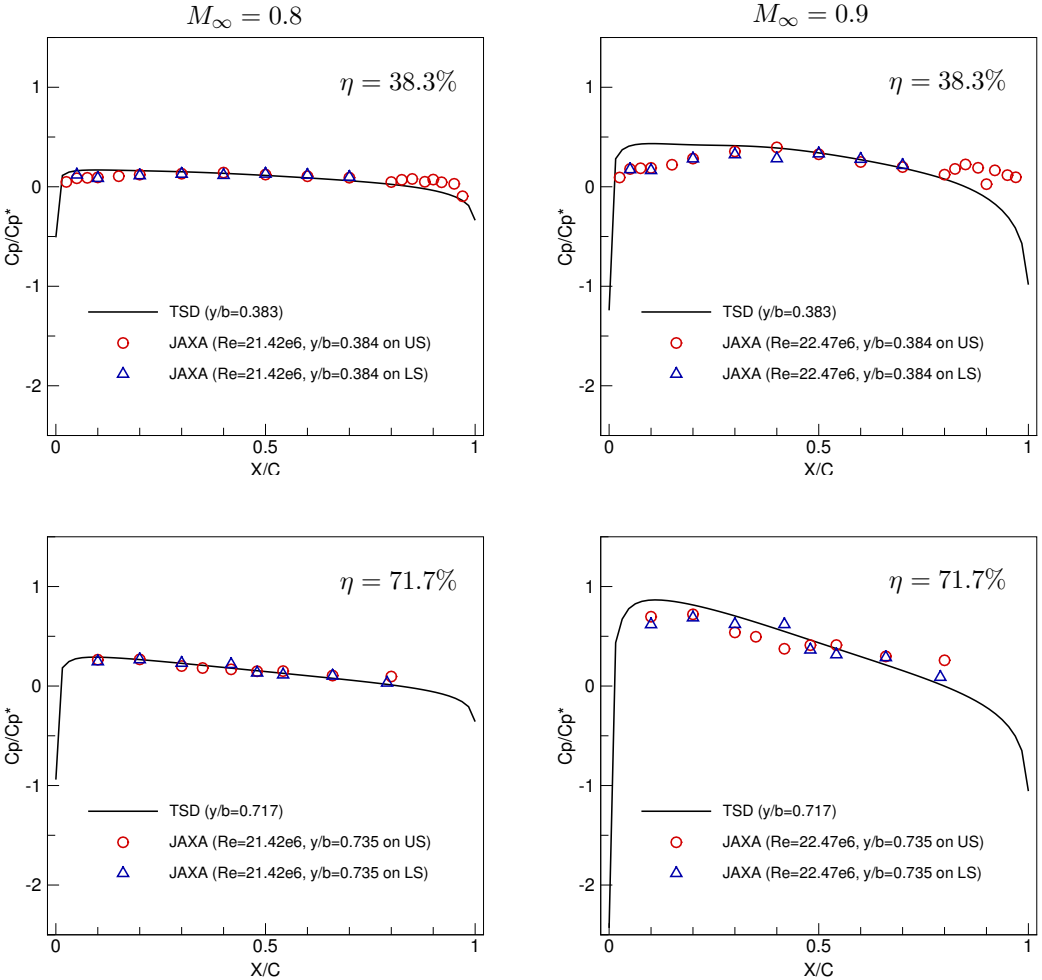 M∞ = 0.8
M∞ = 0.9
η = 38.3%
1
0
-1
-2
Cp/Cp*
TSD (y/b=0.383)
JAXA (Re=21.42e6, y/b=0.384 on US)
JAXA (Re=21.42e6, y/b=0.384 on LS)
0 0.5 1
X/C
η = 38.3%
1
0
-1
-2
Cp/Cp*
TSD (y/b=0.383)
JAXA (Re=22.47e6, y/b=0.384 on US)
JAXA (Re=22.47e6, y/b=0.384 on LS)
0 0.5 1
X/C
η = 71.7%
1
0
-1
-2
Cp/Cp*
TSD (y/b=0.717)
JAXA (Re=21.42e6, y/b=0.735 on US)
JAXA (Re=21.42e6, y/b=0.735 on LS)
0 0.5 1
X/C
η = 71.7%
1
0
-1
-2
Cp/Cp*
TSD (y/b=0.717)
JAXA (Re=22.47e6, y/b=0.735 on US)
JAXA (Re=22.47e6, y/b=0.735 on LS)
0 0.5 1
X/C